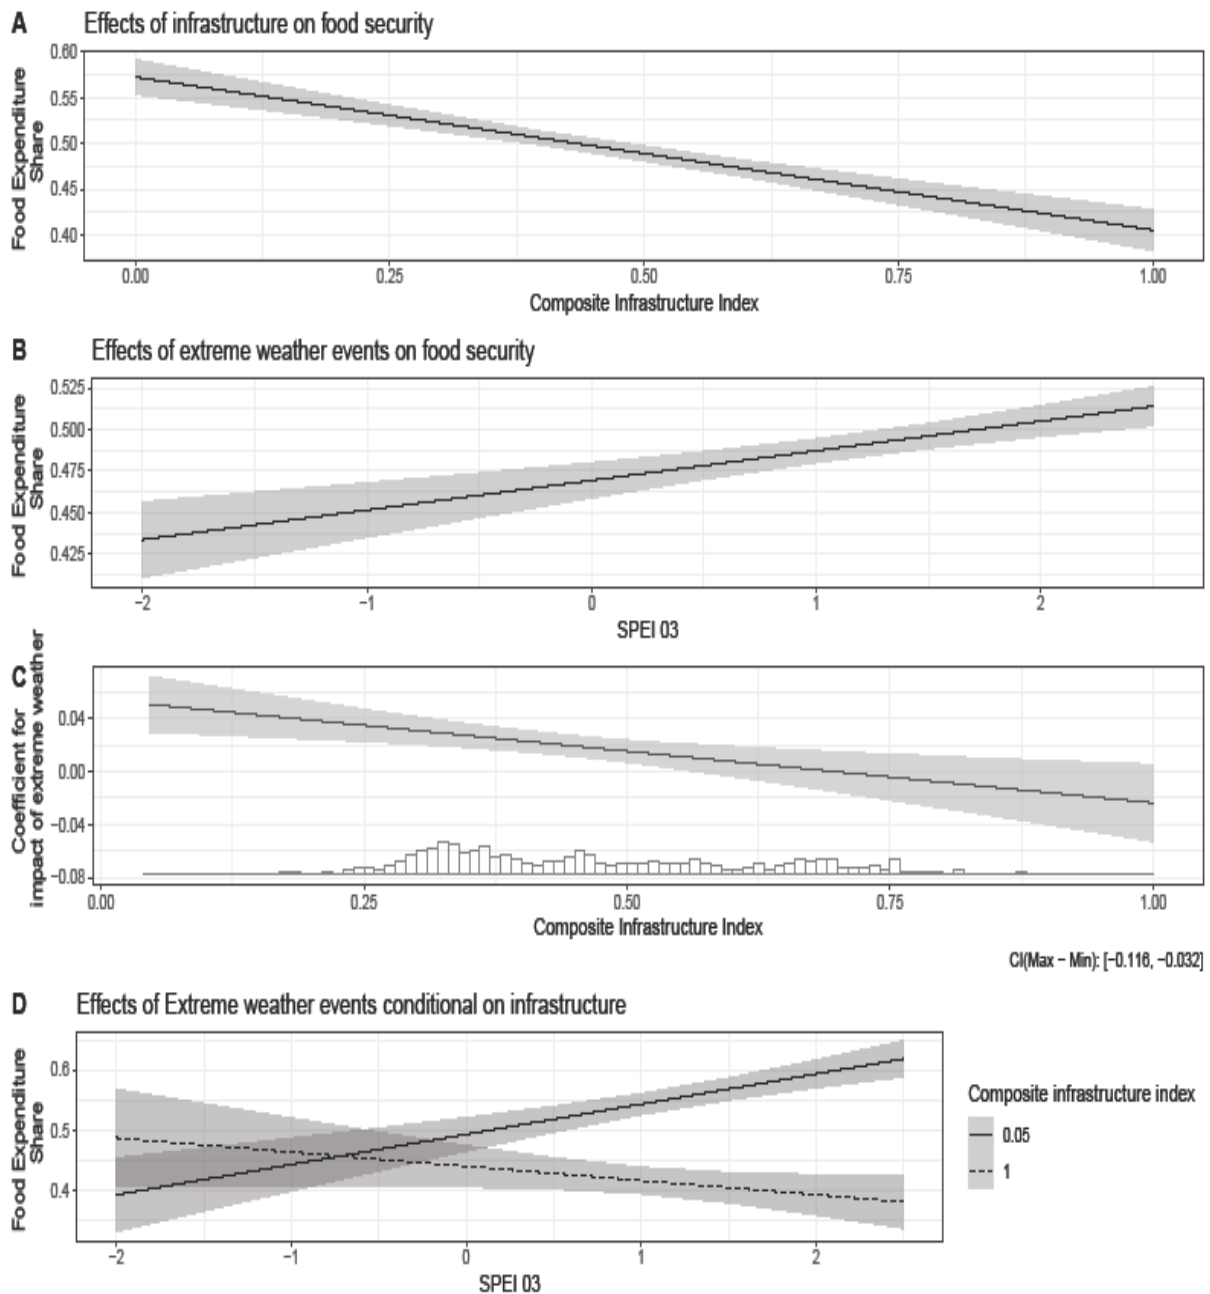 A Effects of infrastructure on food security
Food Expenditure
Share
0.60
0.55
0.50
0.45
0.40
0.00 0.25 0.50 0.75 1.00
Composite Infrastructure Index
B Effects of extreme weather events on food security
Food Expenditure
Share
0.525
0.500
0.475
0.450
0.425
−2 −1 0 1 2
SPEI 03
C
Coefficient for
impact of extreme weather
0.04
0.00
−0.04
−0.08
0.00 0.25 0.50 0.75 1.00
Composite Infrastructure Index
CI(Max − Min): [−0.116, −0.032]
D Effects of Extreme weather events conditional on infrastructure
Food Expenditure
Share
0.6
0.5
0.4
−2 −1 0 1 2
SPEI 03
Composite infrastructure index
0.05
1